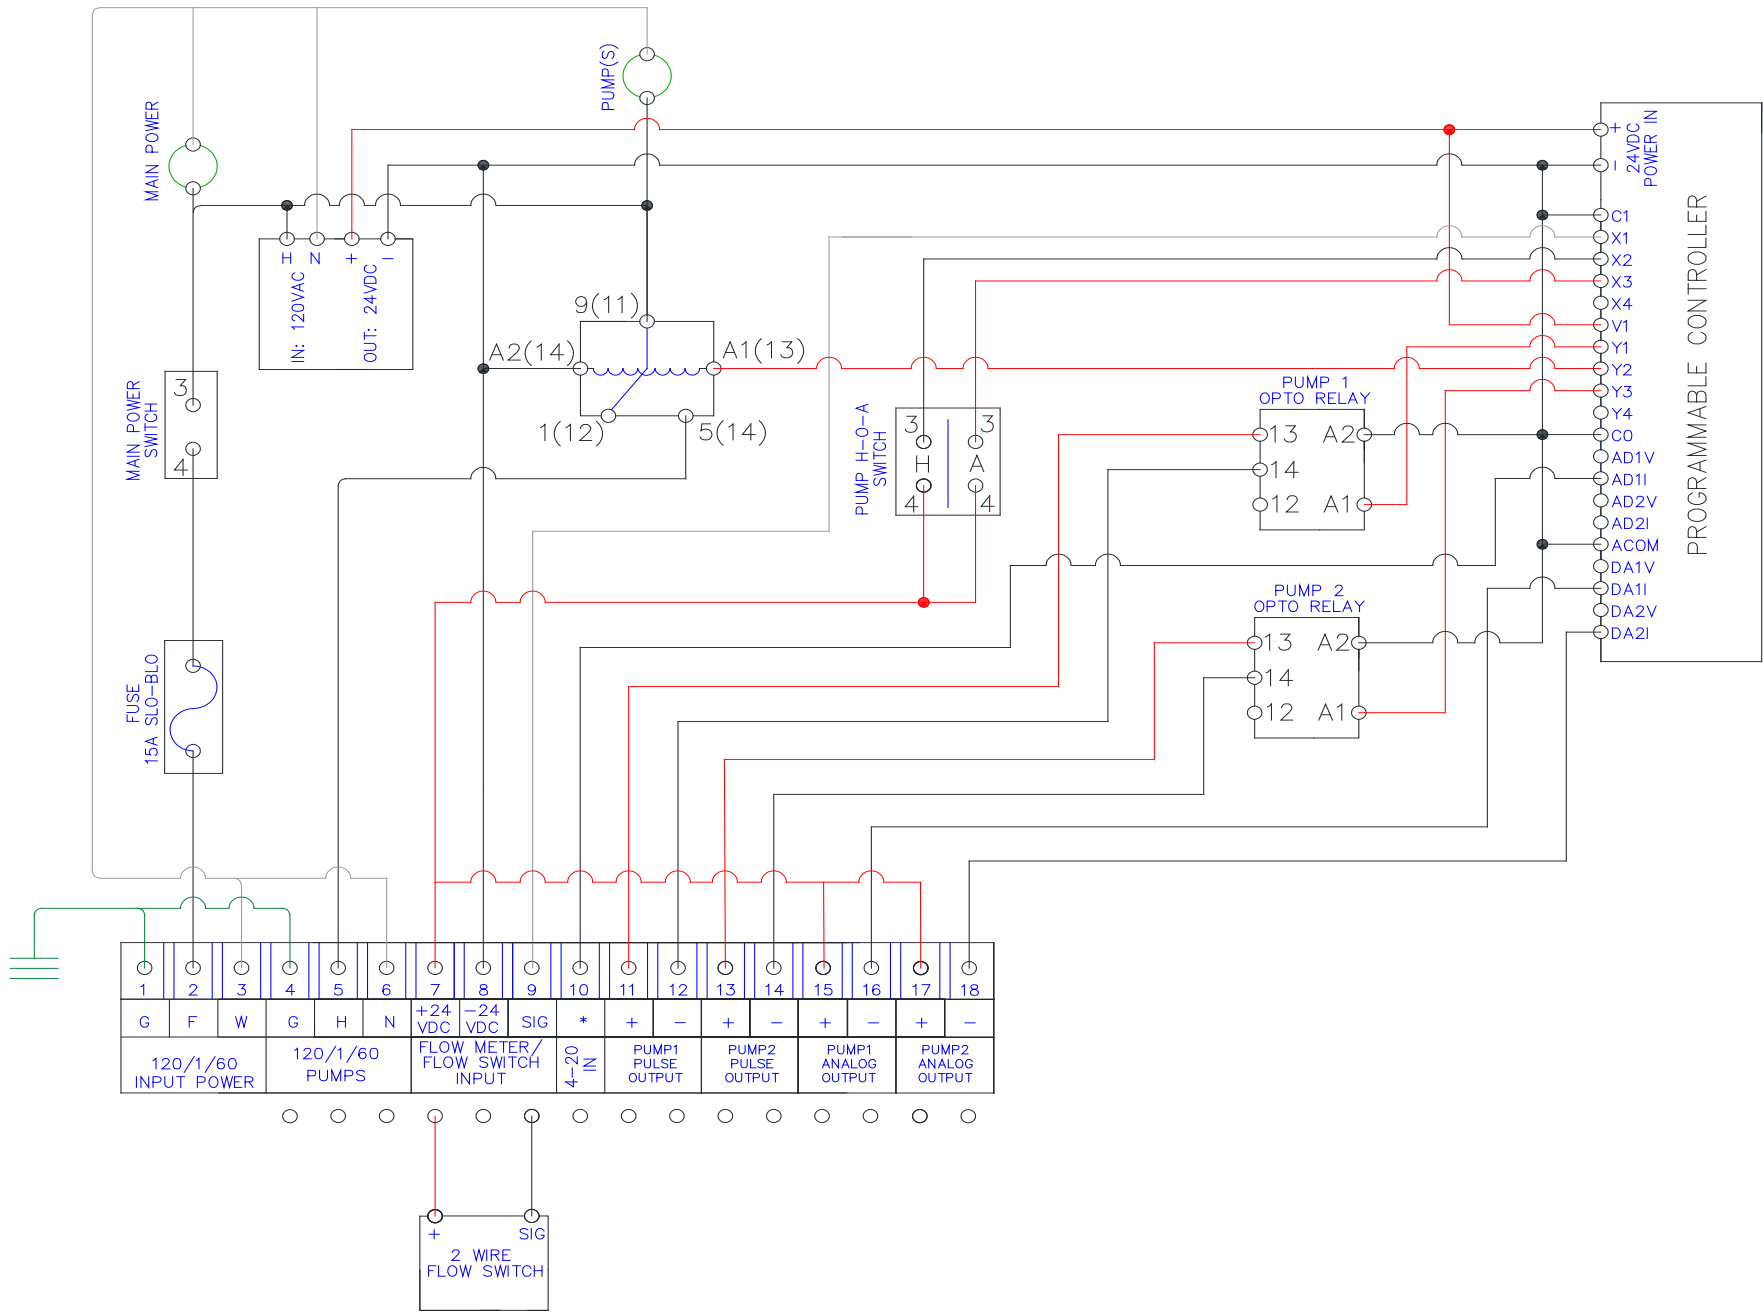 PUMP(S)
MAIN POWER
H N + -
IN: 120VAC
OUT: 24VDC
9(11)
A2(14)
A1(13)
1(12)
5(14)
3
4
MAIN POWER
SWITCH
FUSE
15A SLO-BLO
PUMP H-O-A
SWITCH
3 3
H A
4 4
PUMP 1
OPTO RELAY
13 A2
14
12 A1
PUMP 2
OPTO RELAY
13 A2
14
12 A1
+
-
24VDC
POWER IN
C1
X1
X2
X3
X4
V1
Y1
Y2
Y3
Y4
C0
AD1V
AD1I
AD2V
AD2I
ACOM
DA1V
DA1I
DA2V
DA2I
PROGRAMMABLE CONTROLLER
1 2 3 4 5 6 7 8 9 10 11 12 13 14 15 16 17 18
G F W G H N +24 VDC -24 VDC SIG * + - + - + - + -
120/1/60
INPUT POWER
120/1/60
PUMPS
FLOW METER/
FLOW SWITCH
INPUT
4-20
IN
PUMP1
PULSE
OUTPUT
PUMP2
PULSE
OUTPUT
PUMP1
ANALOG
OUTPUT
PUMP2
ANALOG
OUTPUT
+ SIG
2 WIRE
FLOW SWITCH